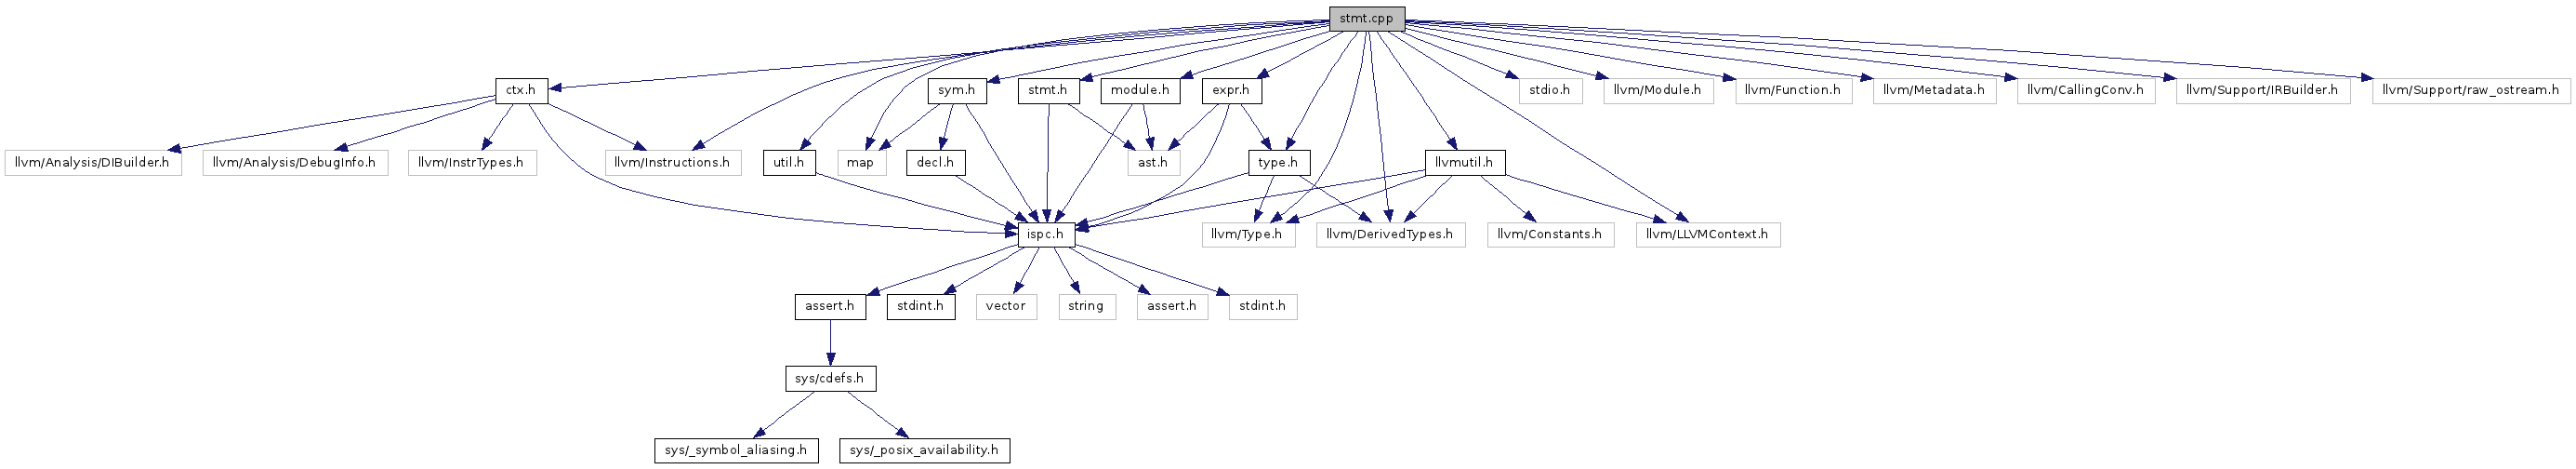 stmt.cpp
ctx.h
sym.h
stmt.h
module.h
expr.h
stdio.h
llvm/Module.h
llvm/Function.h
llvm/Metadata.h
llvm/CallingConv.h
llvm/Support/IRBuilder.h
llvm/Support/raw_ostream.h
llvm/Analysis/DIBuilder.h
llvm/Analysis/DebugInfo.h
llvm/InstrTypes.h
llvm/Instructions.h
util.h
map
decl.h
ast.h
type.h
llvmutil.h
ispc.h
llvm/Type.h
llvm/DerivedTypes.h
llvm/Constants.h
llvm/LLVMContext.h
assert.h
stdint.h
vector
string
assert.h
stdint.h
sys/cdefs.h
sys/_symbol_aliasing.h
sys/_posix_availability.h